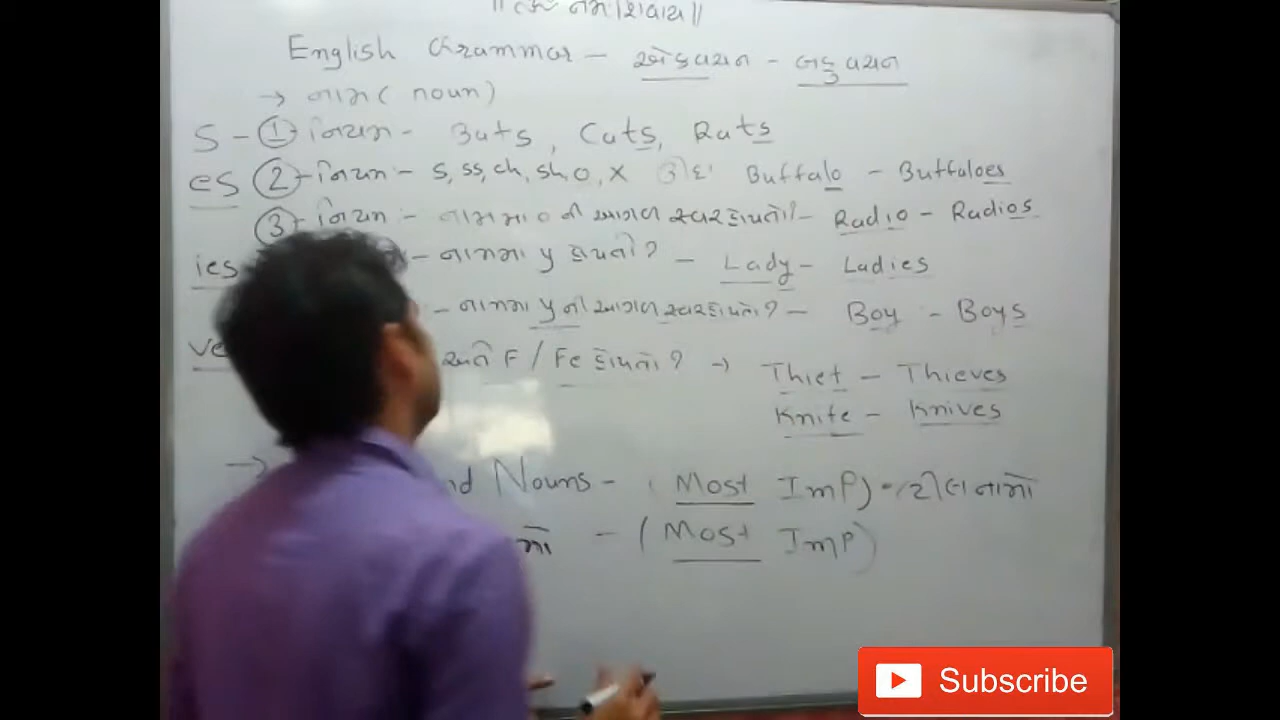 || ૐ નમઃ શિવાય ||
English Grammar - એકવચન - બહુવચન
→ નામ ( noun )
S - ① નિયમ - Bats, Cats, Rats
es ② - નિયમ - s, ss, ch, sh, o, x Buffalo - Buffaloes
③ - નિયમ - નામમાં o ની આગળ સ્વર હોયતો? - Radio - Radios
ies - નામમાં y હોયતો? - Lady - Ladies
- નામમાં y ની આગળ સ્વર હોયતો? - Boy - Boys
ve અંતે F / Fe હોયતો? → Thief - Thieves
Knife - Knives
→ nd Nouns - ( Most Imp) -
- ( Most Imp)
Subscribe